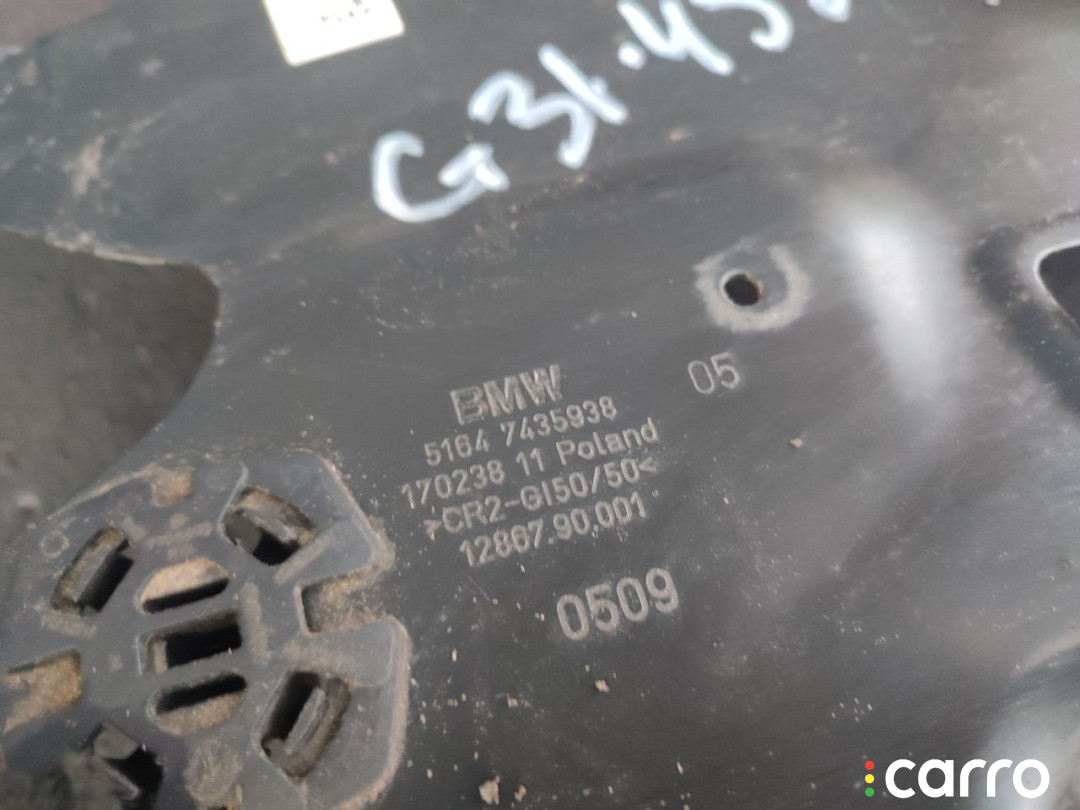 G31.45
BMW
05
5164 7435938
170238 11 Poland
>CR2-GI50/50<
12867.90.001
0509
carro